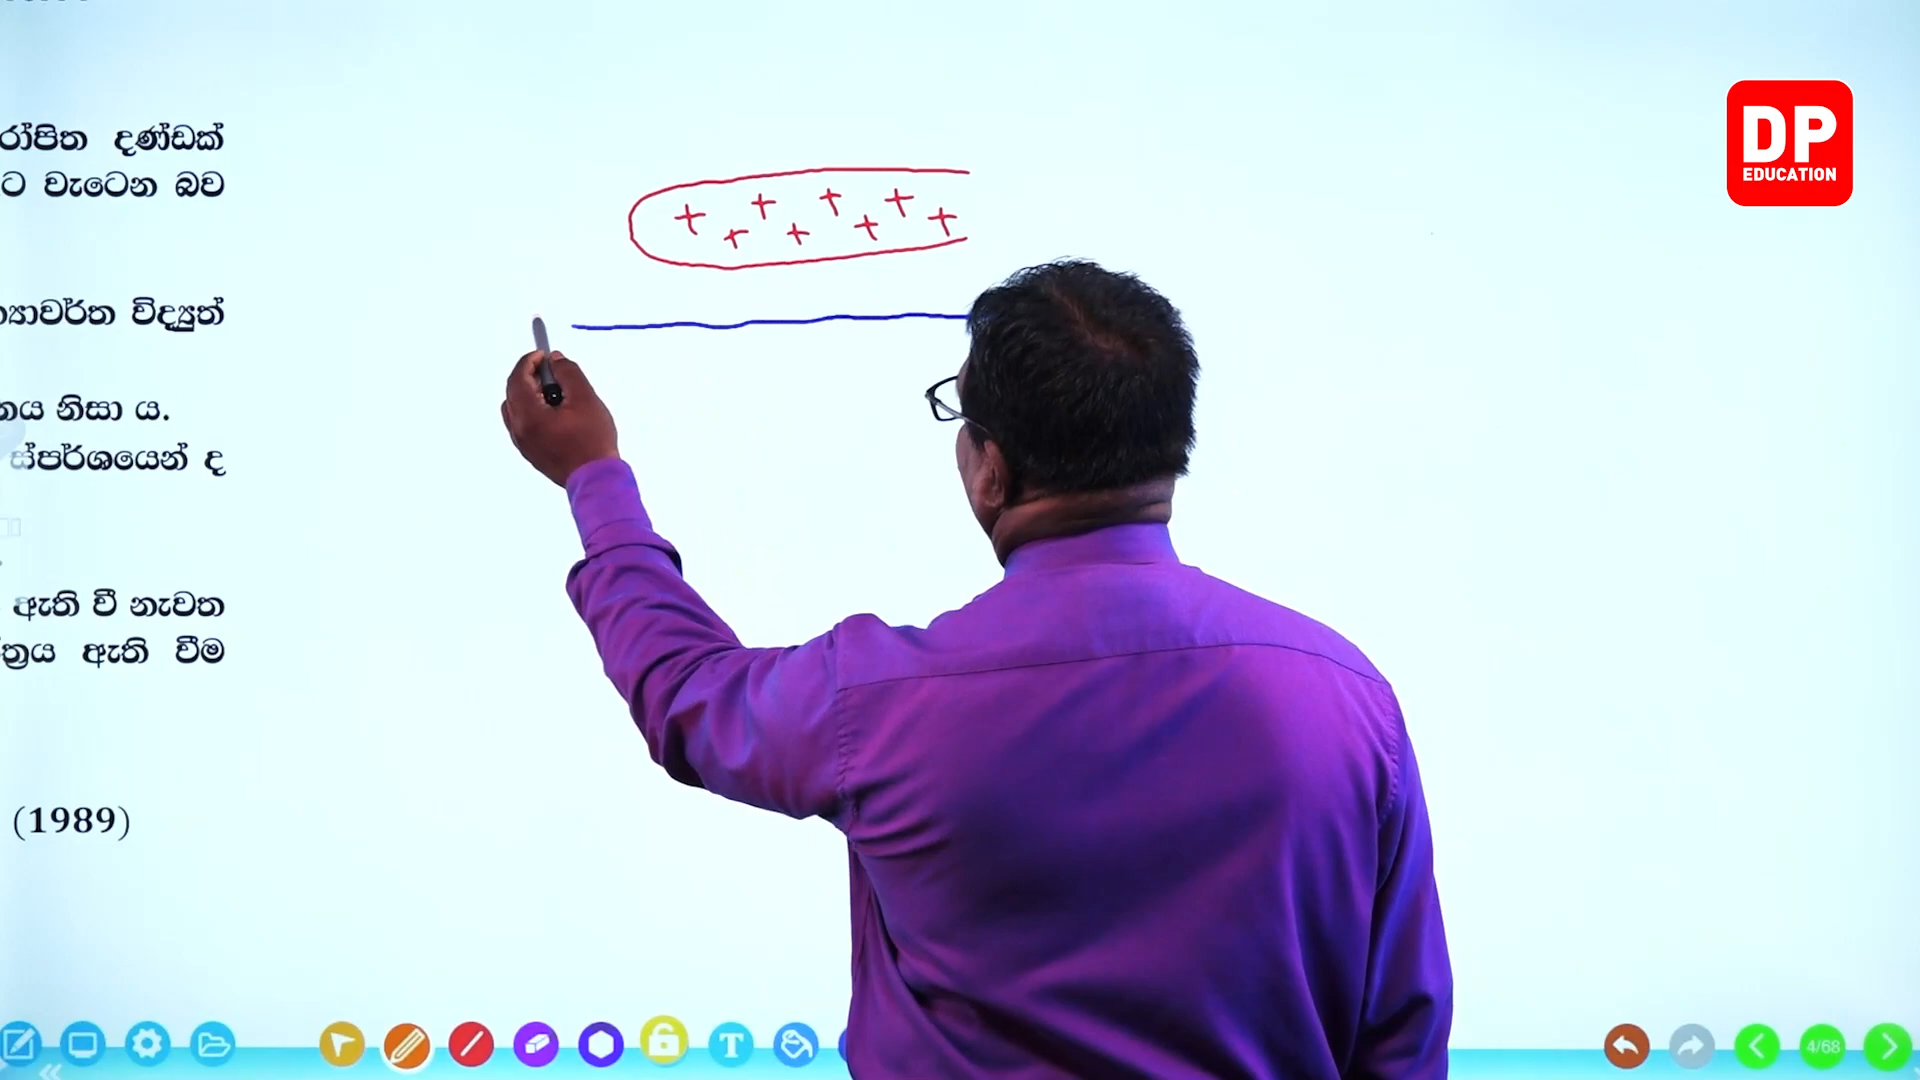 රෝපිත දණ්ඩක්
ට වැටෙන බව
ත්‍යාවර්ත විද්‍යුත්
නය නිසා ය.
ස්පර්ශයෙන් ද
ඇති වී නැවත
ත්‍රය ඇති වීම
(1989)
+ + + + + + + + +
DP
EDUCATION
T
4/68